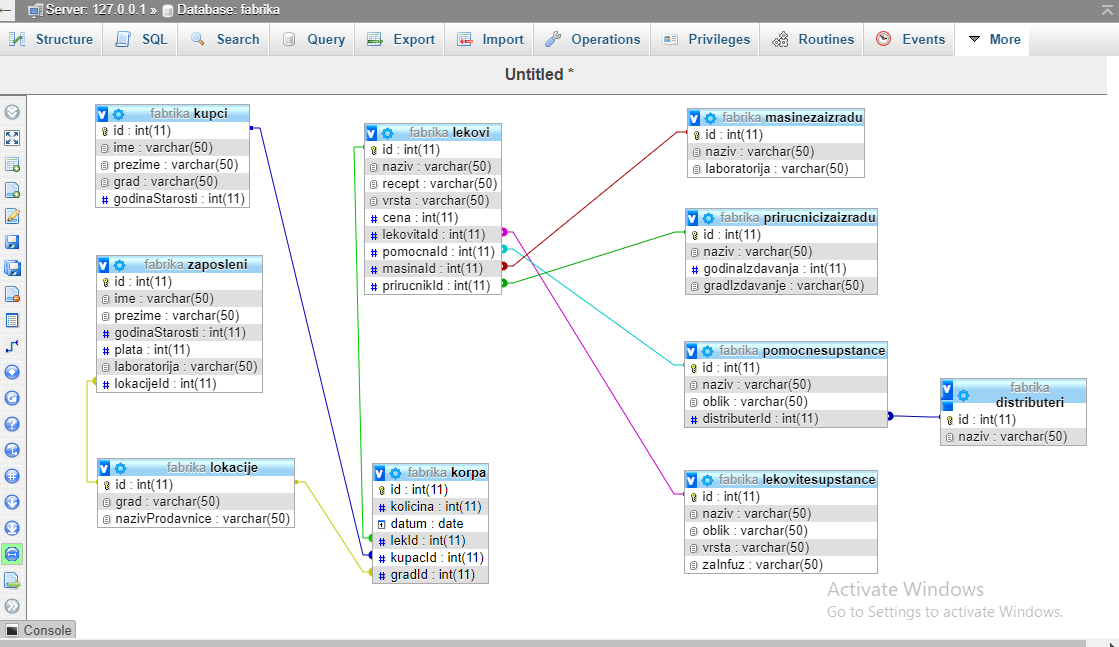 Server: 127.0.0.1 » Database: fabrika
Structure SQL Search Query Export Import Operations Privileges Routines Events More
Untitled *
fabrika kupci
id : int(11)
ime : varchar(50)
prezime : varchar(50)
grad : varchar(50)
godinaStarosti : int(11)
fabrika zaposleni
id : int(11)
ime : varchar(50)
prezime : varchar(50)
godinaStarosti : int(11)
plata : int(11)
laboratorija : varchar(50)
lokacijeId : int(11)
fabrika lokacije
id : int(11)
grad : varchar(50)
nazivProdavnice : varchar(50)
fabrika lekovi
id : int(11)
naziv : varchar(50)
recept : varchar(50)
vrsta : varchar(50)
cena : int(11)
lekovitaId : int(11)
pomocnaId : int(11)
masinaId : int(11)
prirucnikId : int(11)
fabrika korpa
id : int(11)
kolicina : int(11)
datum : date
lekId : int(11)
kupacId : int(11)
gradId : int(11)
fabrika masinezaizradu
id : int(11)
naziv : varchar(50)
laboratorija : varchar(50)
fabrika prirucnicizaizradu
id : int(11)
naziv : varchar(50)
godinaIzdavanja : int(11)
gradIzdavanje : varchar(50)
fabrika pomocnesupstance
id : int(11)
naziv : varchar(50)
oblik : varchar(50)
distributerId : int(11)
fabrika
distributeri
id : int(11)
naziv : varchar(50)
fabrika lekovitesupstance
id : int(11)
naziv : varchar(50)
oblik : varchar(50)
vrsta : varchar(50)
zaInfuz : varchar(50)
Activate Windows
Go to Settings to activate Windows.
Console